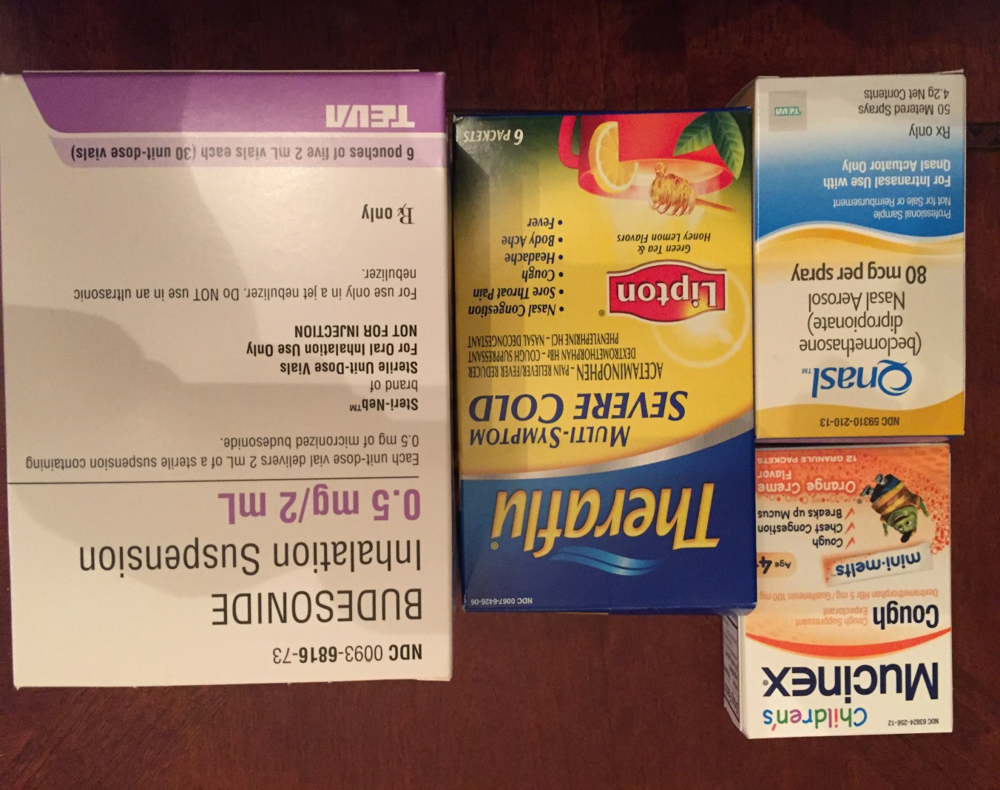 NDC 0093-6816-73
BUDESONIDE
Inhalation Suspension
0.5 mg/2 mL
Each unit-dose vial delivers 2 mL of a sterile suspension containing
0.5 mg of micronized budesonide.
Steri-Neb™
brand of
Sterile Unit-Dose Vials
For Oral Inhalation Use Only
NOT FOR INJECTION
For use only in a jet nebulizer. Do NOT use in an ultrasonic
nebulizer.
Rx only
6 pouches of five 2 mL vials each (30 unit-dose vials)
TEVA
NDC 0067-6426-06
Theraflu®
MULTI-SYMPTOM
SEVERE COLD
ACETAMINOPHEN - PAIN RELIEVER/FEVER REDUCER
DEXTROMETHORPHAN HBr - COUGH SUPPRESSANT
PHENYLEPHRINE HCl - NASAL DECONGESTANT
Lipton®
Green Tea &
Honey Lemon Flavors
• Nasal Congestion
• Sore Throat Pain
• Cough
• Headache
• Body Ache
• Fever
6 PACKETS
NDC 63824-256-12
Children's
Mucinex®
Cough
Cough Suppressant
Expectorant
Dextromethorphan HBr 5 mg/Guaifenesin 100 mg
mini-melts
Age 4+
Cough
Chest Congestion
Breaks up Mucus
Orange Creme
Flavor
12 GRANULE PACKETS
NDC 59310-210-13
Qnasl™
(beclomethasone
dipropionate)
Nasal Aerosol
80 mcg per spray
Professional Sample
Not for Sale or Reimbursement
For Intranasal Use with
Qnasl Actuator Only
Rx only
50 Metered Sprays
4.2g Net Contents
TEVA